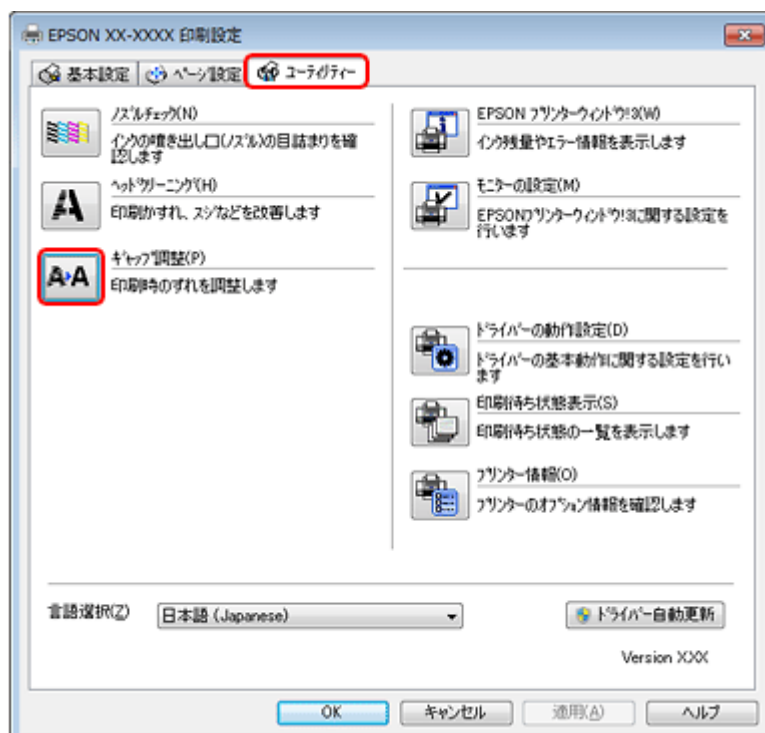 EPSON XX-XXXX 印刷設定
基本設定
ページ設定
ユーティリティー
ノズルチェック(N)
インクの噴き出し口(ノズル)の目詰まりを確
認します
ヘッドクリーニング(H)
印刷かすれ、スジなどを改善します
ギャップ調整(P)
印刷時のずれを調整します
EPSON プリンターウィンドウ!3(W)
インク残量やエラー情報を表示します
モニターの設定(M)
EPSONプリンターウィンドウ!3に関する設定を
行います
ドライバーの動作設定(D)
ドライバーの基本動作に関する設定を行い
ます
印刷待ち状態表示(S)
印刷待ち状態の一覧を表示します
プリンター情報(O)
プリンターのオプション情報を確認します
言語選択(Z)
日本語 (Japanese)
ドライバー自動更新
Version X.XX
OK
キャンセル
適用(A)
ヘルプ